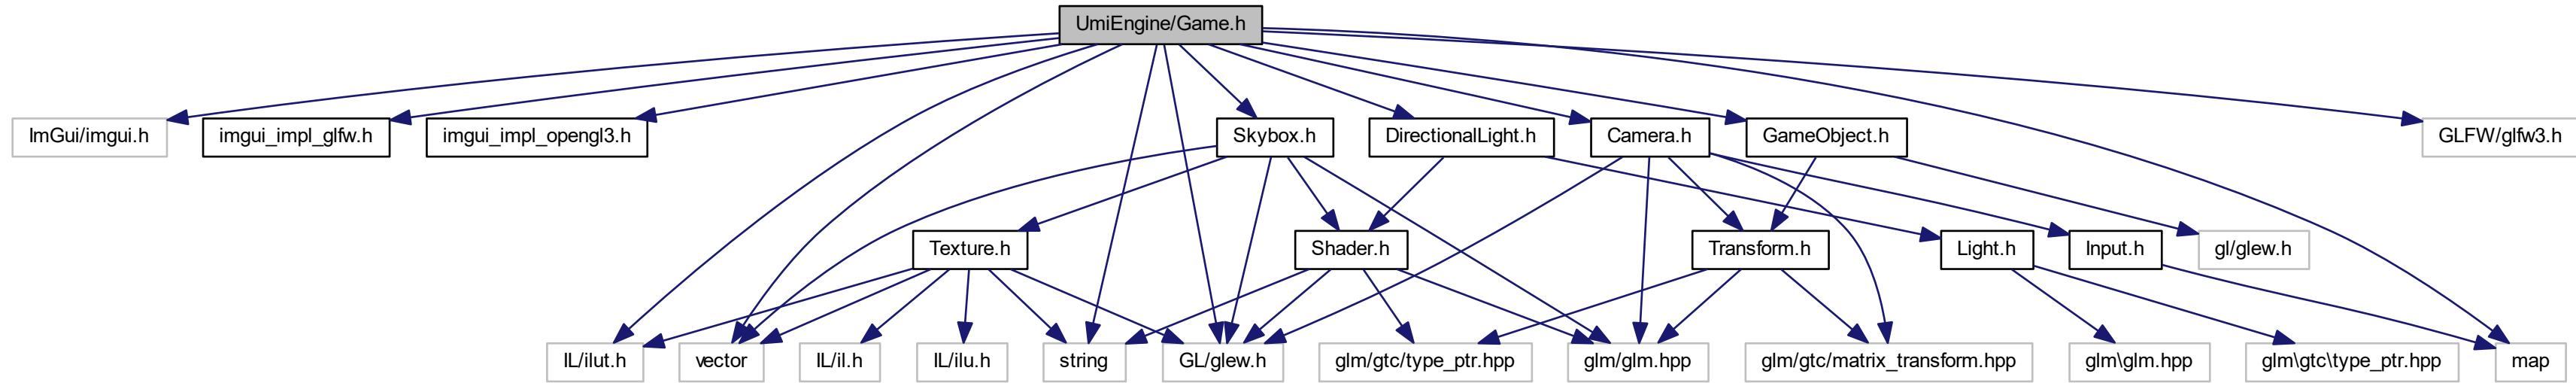 UmiEngine/Game.h
ImGui/imgui.h
imgui_impl_glfw.h
imgui_impl_opengl3.h
Skybox.h
DirectionalLight.h
Camera.h
GameObject.h
GLFW/glfw3.h
Texture.h
Shader.h
Transform.h
Light.h
Input.h
gl/glew.h
IL/ilut.h
vector
IL/il.h
IL/ilu.h
string
GL/glew.h
glm/gtc/type_ptr.hpp
glm/glm.hpp
glm/gtc/matrix_transform.hpp
glm\glm.hpp
glm\gtc\type_ptr.hpp
map